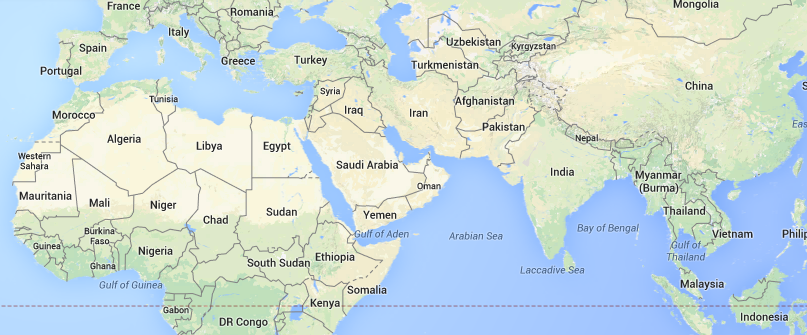 France
Romania
Mongolia
Italy
Spain
Uzbekistan
Kyrgyzstan
Greece
Turkey
Turkmenistan
Portugal
China
Syria
Tunisia
Afghanistan
Iraq
Iran
Morocco
Pakistan
Algeria
Libya
Egypt
Nepal
Western
Sahara
Saudi Arabia
India
Myanmar
(Burma)
Oman
Mauritania
Mali
Niger
Sudan
Yemen
Thailand
Chad
Burkina
Faso
Gulf of Aden
Arabian Sea
Bay of Bengal
Vietnam
Guinea
Nigeria
Ethiopia
Gulf of
Thailand
Ghana
South Sudan
Laccadive Sea
Gulf of Guinea
Somalia
Malaysia
Kenya
Gabon
DR Congo
Indonesia